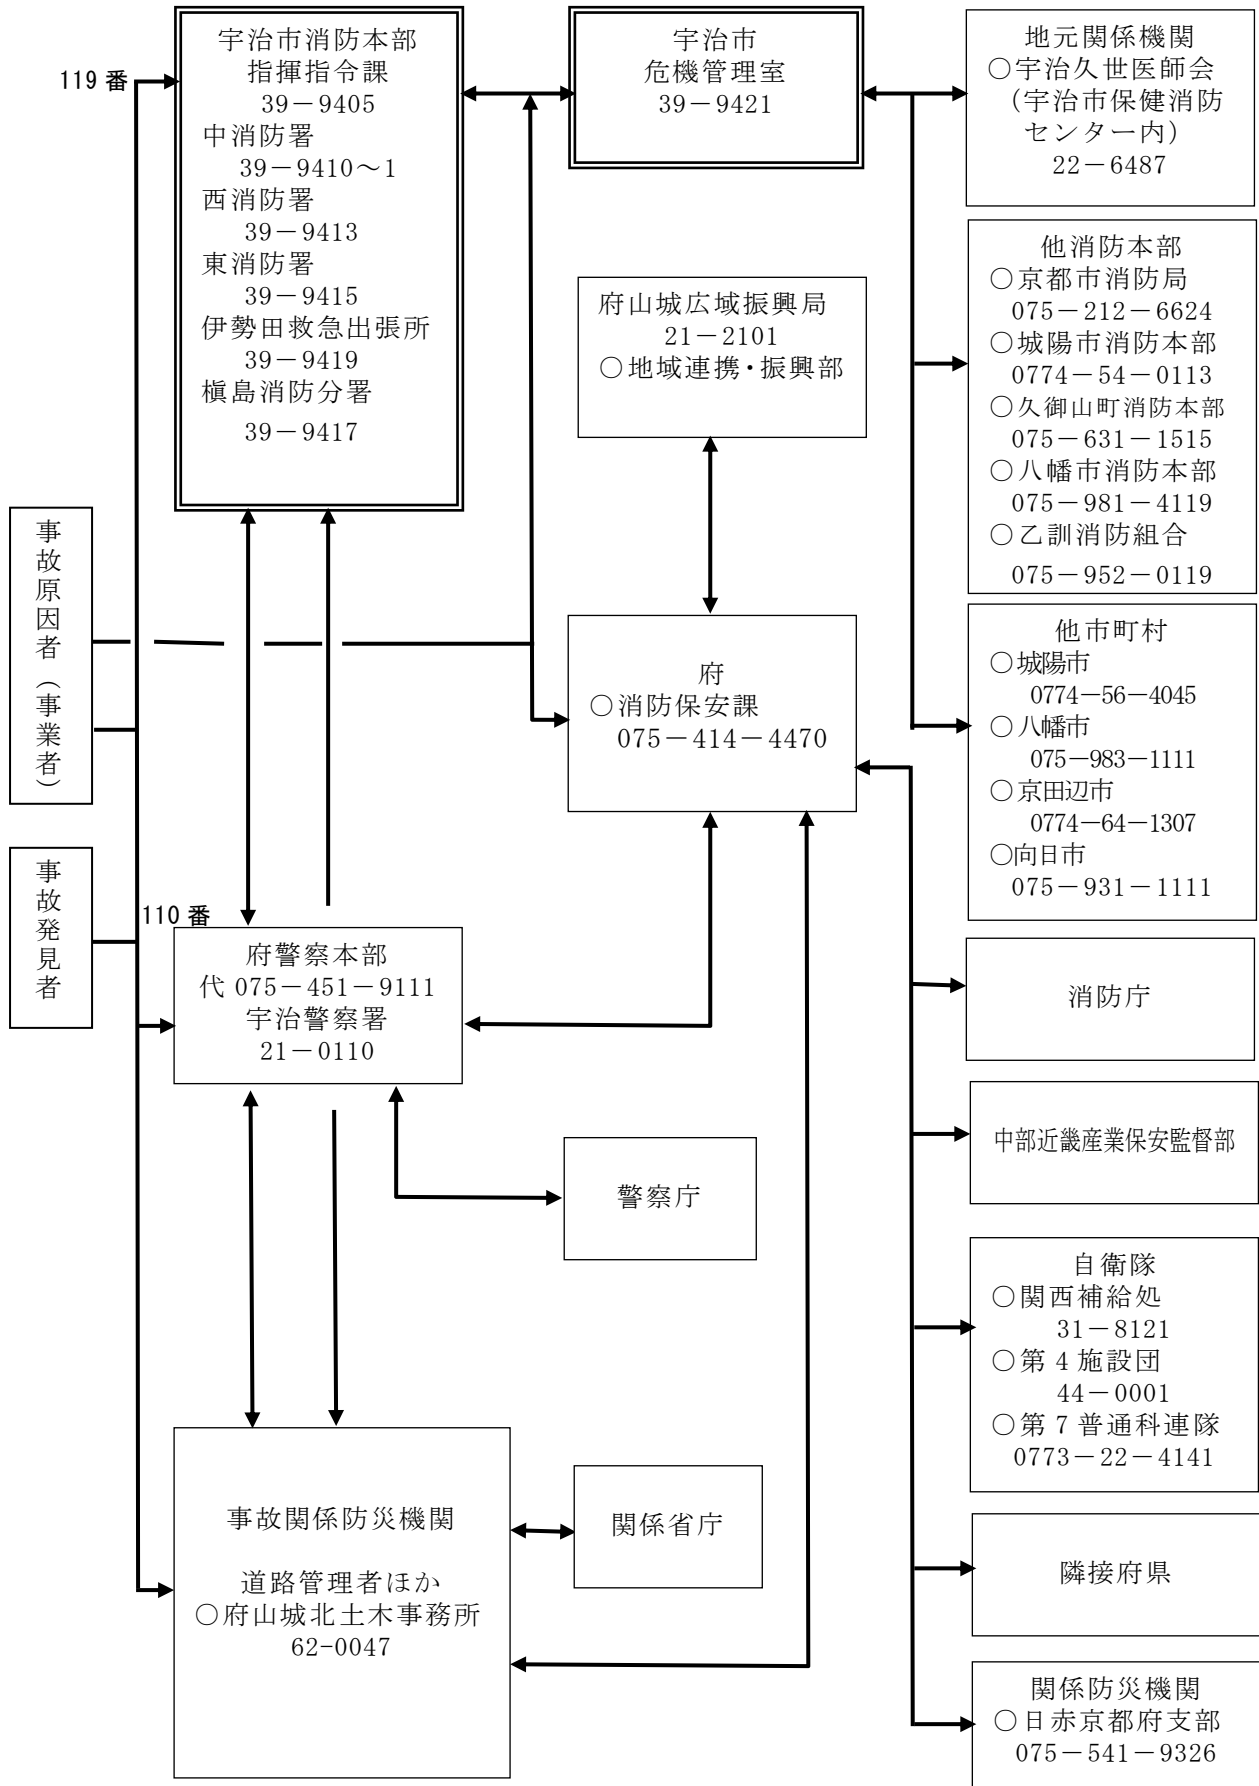 119 番
宇治市消防本部
指揮指令課
39－9405
中消防署
39－9410～1
西消防署
39－9413
東消防署
39－9415
伊勢田救急出張所
39－9419
槇島消防分署
39－9417
宇治市
危機管理室
39－9421
地元関係機関
○宇治久世医師会
（宇治市保健消防
センター内）
22－6487
他消防本部
○京都市消防局
075－212－6624
○城陽市消防本部
0774－54－0113
○久御山町消防本部
075－631－1515
○八幡市消防本部
075－981－4119
○乙訓消防組合
075－952－0119
府山城広域振興局
21－2101
○地域連携・振興部
事故原因者（事業者）
府
○消防保安課
075－414－4470
他市町村
○城陽市
0774－56－4045
○八幡市
075－983－1111
○京田辺市
0774－64－1307
○向日市
075－931－1111
事故発見者
110 番
府警察本部
代 075－451－9111
宇治警察署
21－0110
消防庁
中部近畿産業保安監督部
警察庁
自衛隊
○関西補給処
31－8121
○第 4 施設団
44－0001
○第 7 普通科連隊
0773－22－4141
事故関係防災機関
道路管理者ほか
○府山城北土木事務所
62-0047
関係省庁
隣接府県
関係防災機関
○日赤京都府支部
075－541－9326